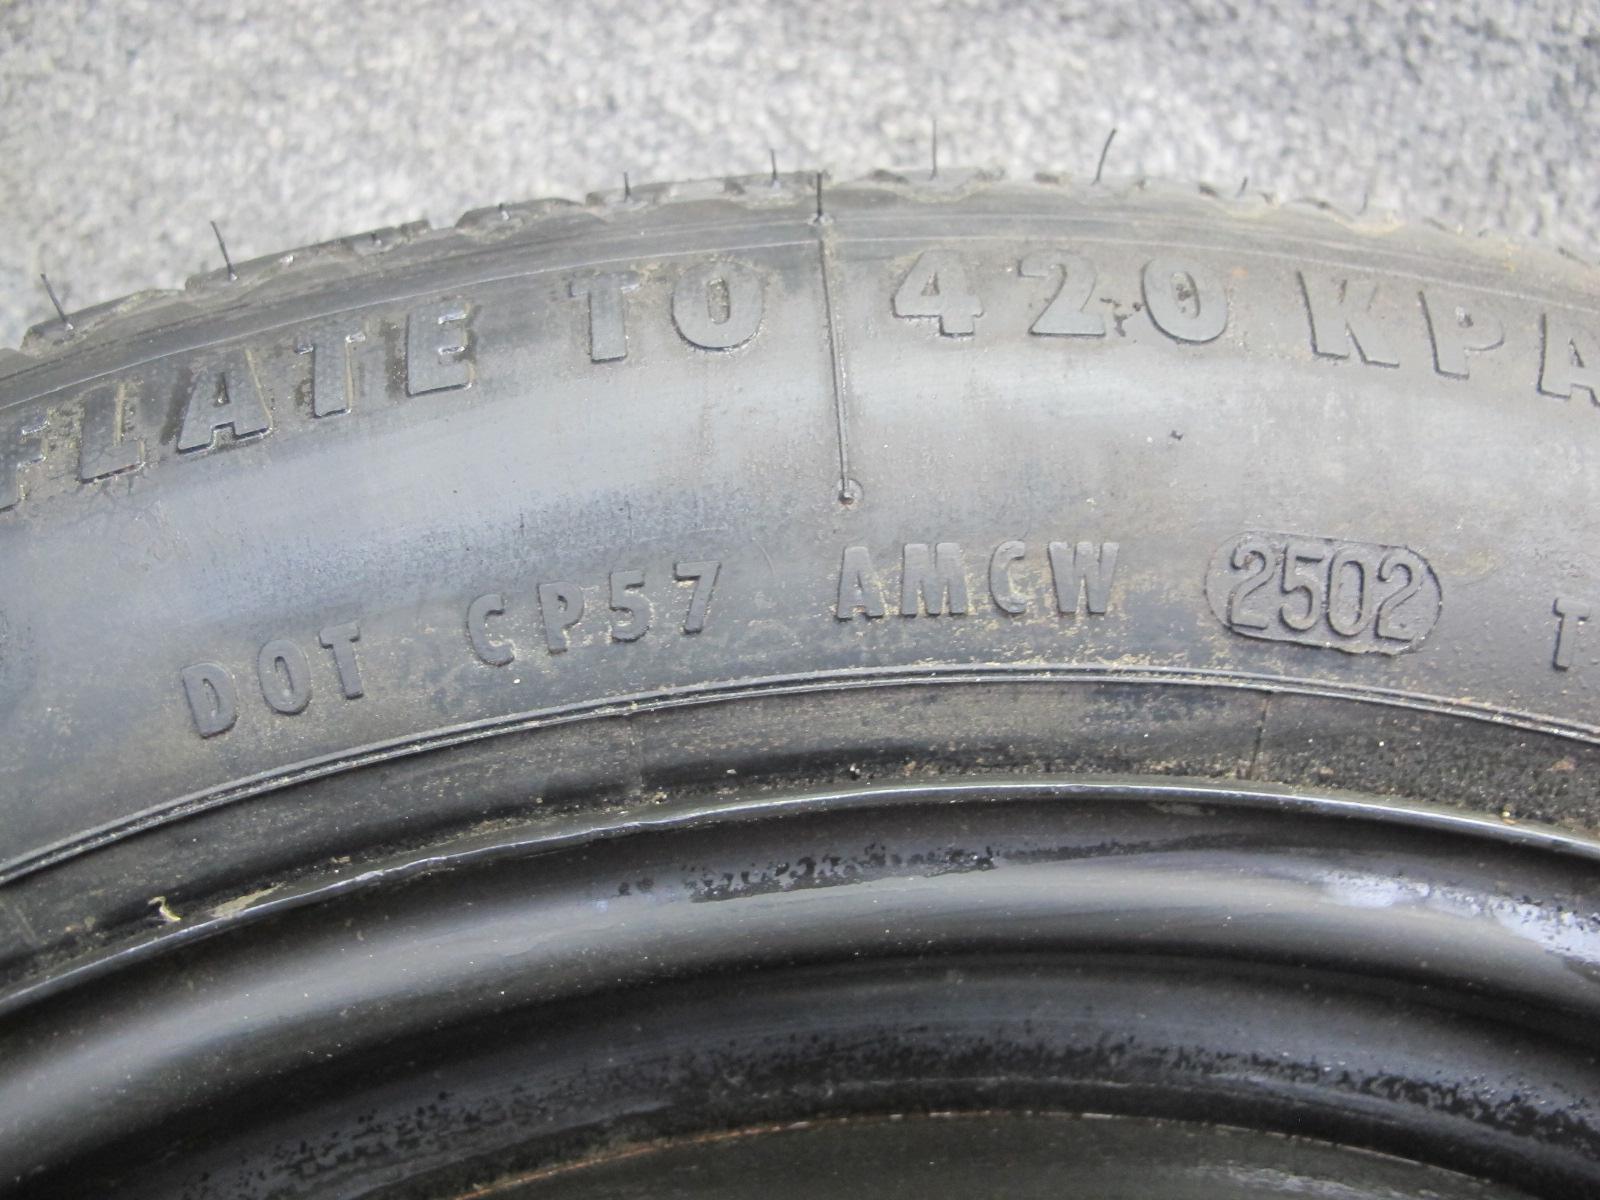 FLATE TO 420 KPA
DOT CP57 AMCW 2502 T